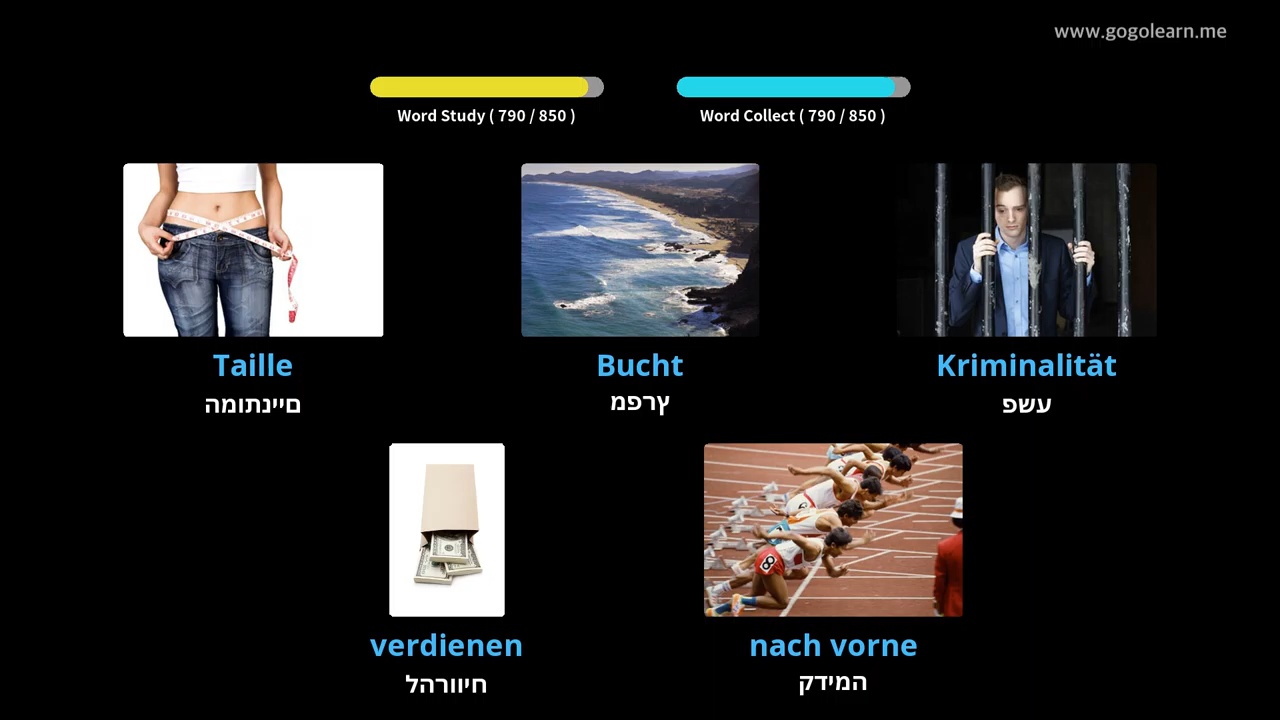 www.gogolearn.me
Word Study ( 790 / 850 )
Word Collect ( 790 / 850 )
Taille
םיינתומה
Bucht
ץרפמ
Kriminalität
עשפ
verdienen
חיוורהל
nach vorne
המידק